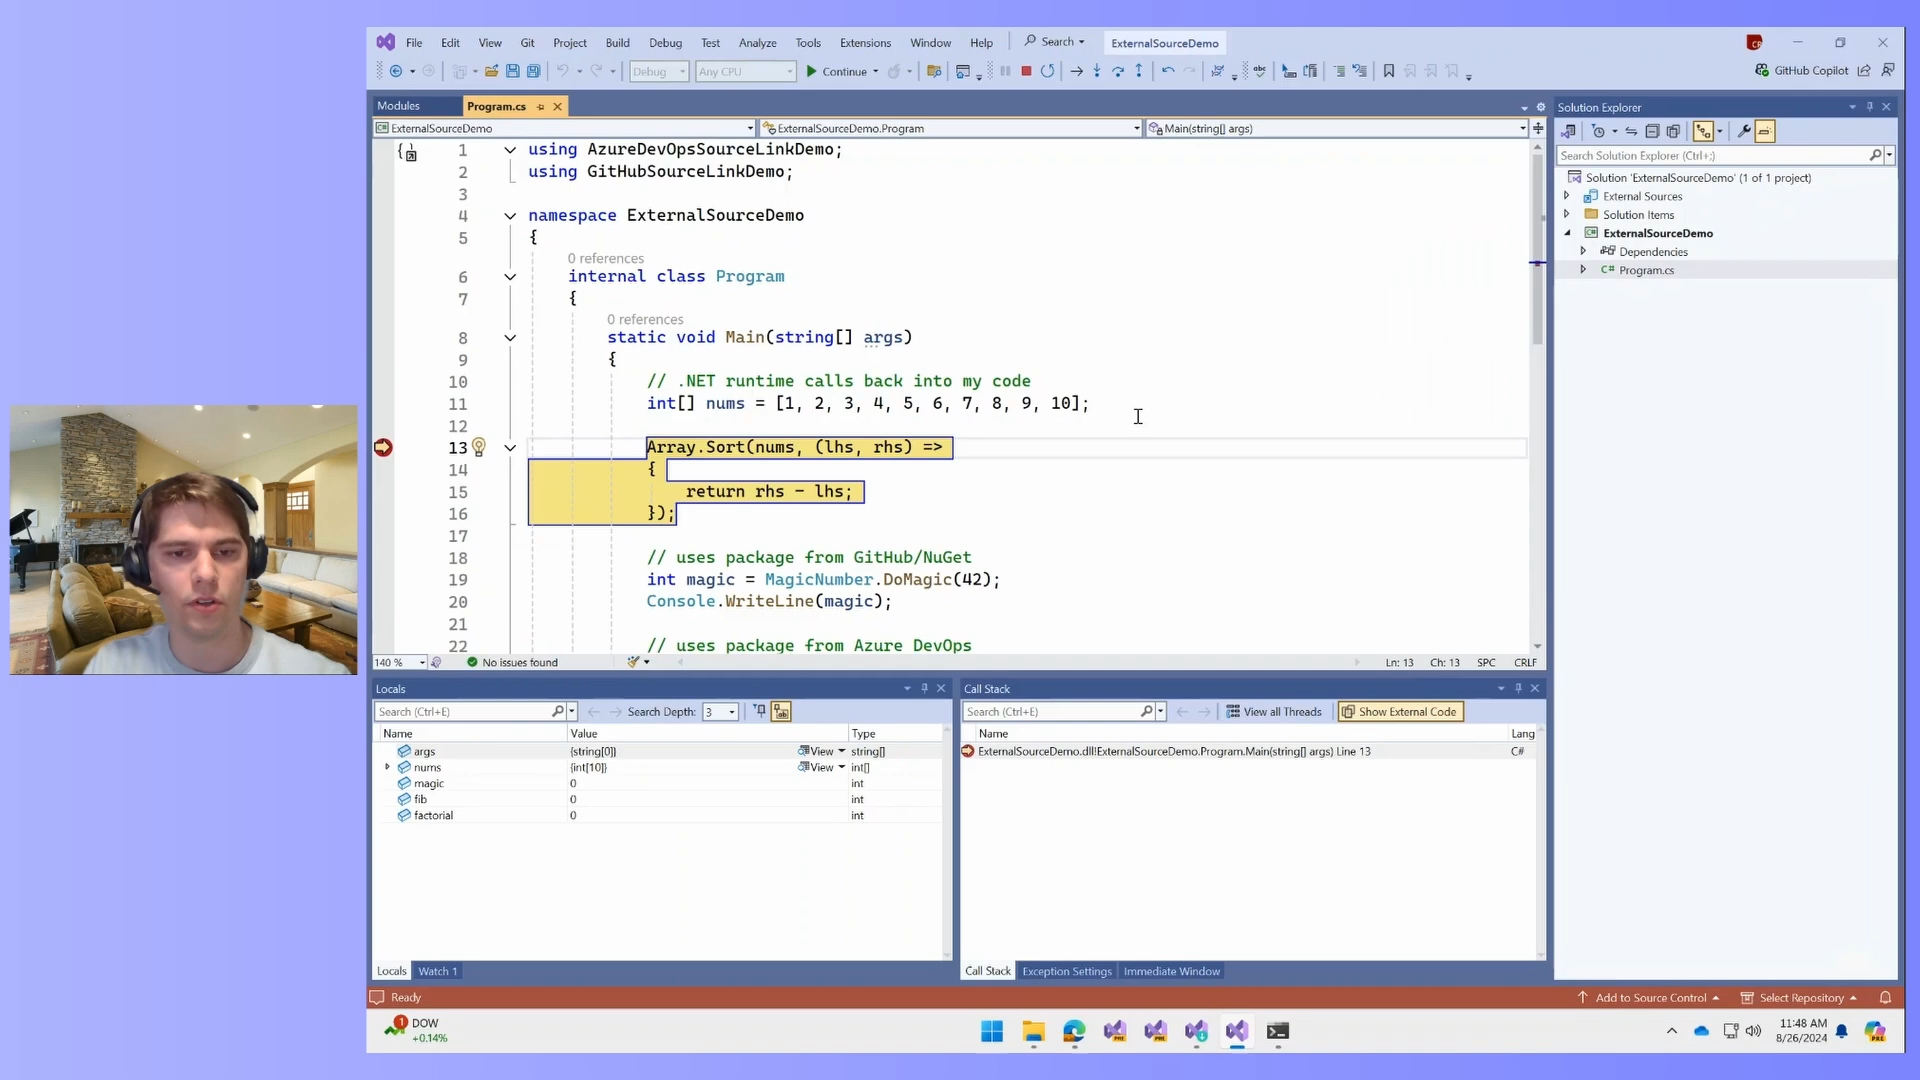 File Edit View Git Project Build Debug Test Analyze Tools Extensions Window Help Search ExternalSourceDemo
Debug Any CPU Continue GitHub Copilot
Modules Program.cs
ExternalSourceDemo ExternalSourceDemo.Program Main(string[] args)
1 using AzureDevOpsSourceLinkDemo;
2 using GitHubSourceLinkDemo;
3
4 namespace ExternalSourceDemo
5 {
0 references
6 internal class Program
7 {
0 references
8 static void Main(string[] args)
9 {
10 // .NET runtime calls back into my code
11 int[] nums = [1, 2, 3, 4, 5, 6, 7, 8, 9, 10];
12
13 Array.Sort(nums, (lhs, rhs) =>
14 {
15 return rhs - lhs;
16 });
17
18 // uses package from GitHub/NuGet
19 int magic = MagicNumber.DoMagic(42);
20 Console.WriteLine(magic);
21
22 // uses package from Azure DevOps
140 % No issues found Ln: 13 Ch: 13 SPC CRLF
Solution Explorer
Search Solution Explorer (Ctrl+;)
Solution 'ExternalSourceDemo' (1 of 1 project)
External Sources
Solution Items
ExternalSourceDemo
Dependencies
C# Program.cs
Locals
Search (Ctrl+E) Search Depth: 3
Name Value Type
args {string[0]} View string[]
nums {int[10]} View int[]
magic 0 int
fib 0 int
factorial 0 int
Locals Watch 1
Call Stack
Search (Ctrl+E) View all Threads Show External Code
Name Lang
ExternalSourceDemo.dll!ExternalSourceDemo.Program.Main(string[] args) Line 13 C#
Call Stack Exception Settings Immediate Window
Ready Add to Source Control Select Repository
1 DOW
+0.14%
11:48 AM
8/26/2024